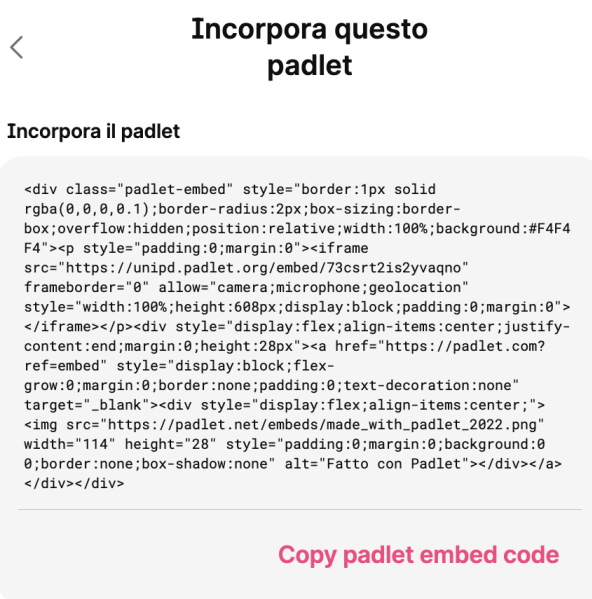 Incorpora questo
padlet
Incorpora il padlet
<div class="padlet-embed" style="border:1px solid
rgba(0,0,0,0.1);border-radius:2px;box-sizing:border-
box;overflow:hidden;position:relative;width:100%;background:#F4F4
F4"><p style="padding:0;margin:0"><iframe
src="https://unipd.padlet.org/embed/73csrt2is2yvaqno"
frameborder="0" allow="camera;microphone;geolocation"
style="width:100%;height:608px;display:block;padding:0;margin:0">
</iframe></p><div style="display:flex;align-items:center;justify-
content:end;margin:0;height:28px"><a href="https://padlet.com?
ref=embed" style="display:block;flex-
grow:0;margin:0;border:none;padding:0;text-decoration:none"
target="_blank"><div style="display:flex;align-items:center;">
<img src="https://padlet.net/embeds/made_with_padlet_2022.png"
width="114" height="28" style="padding:0;margin:0;background:0
0;border:none;box-shadow:none" alt="Fatto con Padlet"></div></a>
</div></div>
Copy padlet embed code